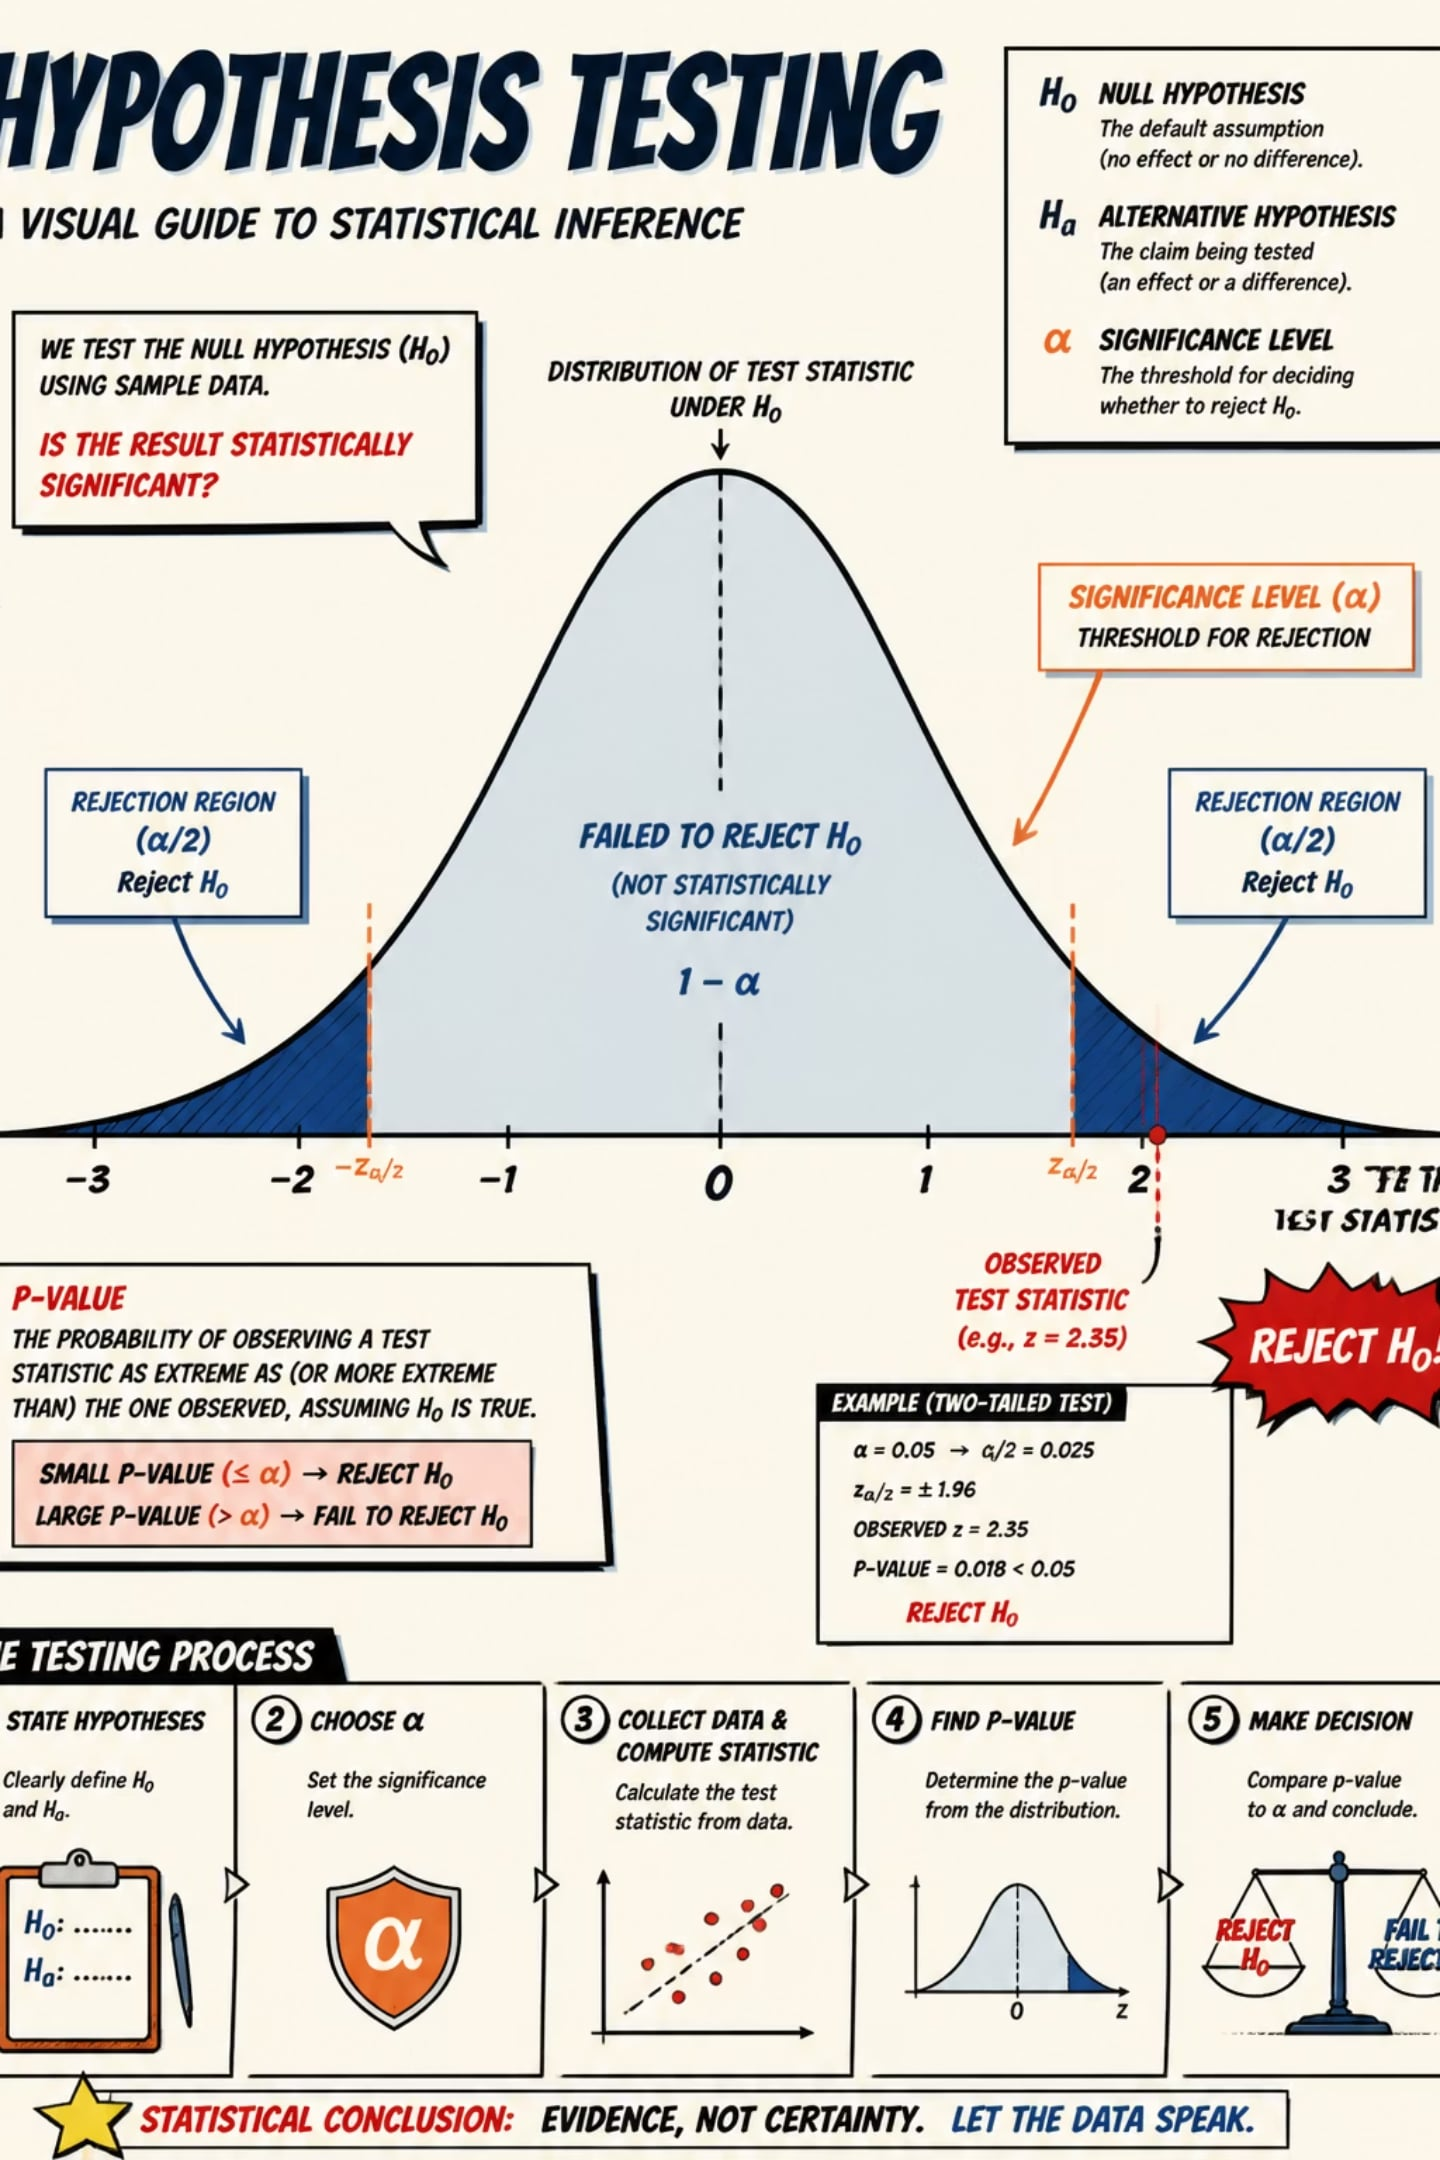 HYPOTHESIS TESTING
A VISUAL GUIDE TO STATISTICAL INFERENCE
H₀ NULL HYPOTHESIS
The default assumption
(no effect or no difference).
Hₐ ALTERNATIVE HYPOTHESIS
The claim being tested
(an effect or a difference).
α SIGNIFICANCE LEVEL
The threshold for deciding
whether to reject H₀.
WE TEST THE NULL HYPOTHESIS (H₀)
USING SAMPLE DATA.
IS THE RESULT STATISTICALLY
SIGNIFICANT?
DISTRIBUTION OF TEST STATISTIC
UNDER H₀
SIGNIFICANCE LEVEL (α)
THRESHOLD FOR REJECTION
REJECTION REGION
(α/2)
Reject H₀
FAILED TO REJECT H₀
(NOT STATISTICALLY
SIGNIFICANT)
1 – α
REJECTION REGION
(α/2)
Reject H₀
-3 -2 -zα/2 -1 0 1 zα/2 2 3
TEST STATIS
OBSERVED
TEST STATISTIC
(e.g., z = 2.35)
REJECT H₀!
P-VALUE
THE PROBABILITY OF OBSERVING A TEST
STATISTIC AS EXTREME AS (OR MORE EXTREME
THAN) THE ONE OBSERVED, ASSUMING H₀ IS TRUE.
SMALL P-VALUE (≤ α) → REJECT H₀
LARGE P-VALUE (> α) → FAIL TO REJECT H₀
EXAMPLE (TWO-TAILED TEST)
α = 0.05 → α/2 = 0.025
zα/2 = ± 1.96
OBSERVED z = 2.35
P-VALUE = 0.018 < 0.05
REJECT H₀
E TESTING PROCESS
STATE HYPOTHESES
Clearly define H₀
and Hₐ.
H₀: .......
Hₐ: .......
2 CHOOSE α
Set the significance
level.
α
3 COLLECT DATA &
COMPUTE STATISTIC
Calculate the test
statistic from data.
4 FIND P-VALUE
Determine the p-value
from the distribution.
0 z
5 MAKE DECISION
Compare p-value
to α and conclude.
REJECT
H₀
FAIL T
REJECT
STATISTICAL CONCLUSION: EVIDENCE, NOT CERTAINTY. LET THE DATA SPEAK.